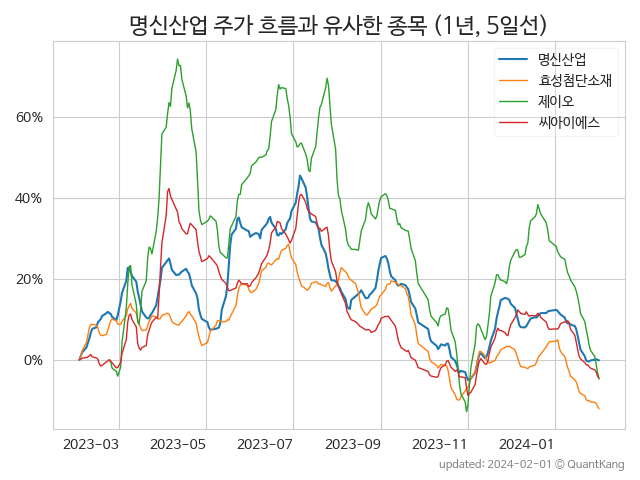 명신산업 주가 흐름과 유사한 종목 (1년, 5일선)
명신산업
효성첨단소재
제이오
씨아이에스
60%
40%
20%
0%
2023-03 2023-05 2023-07 2023-09 2023-11 2024-01
updated: 2024-02-01 © QuantKang